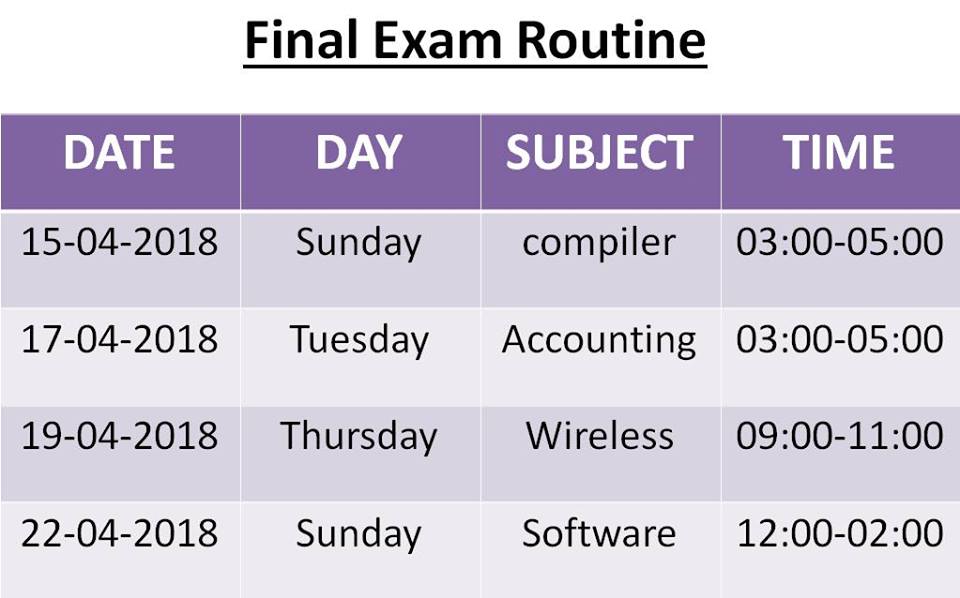 Final Exam Routine
DATE DAY SUBJECT TIME
15-04-2018 Sunday compiler 03:00-05:00
17-04-2018 Tuesday Accounting 03:00-05:00
19-04-2018 Thursday Wireless 09:00-11:00
22-04-2018 Sunday Software 12:00-02:00